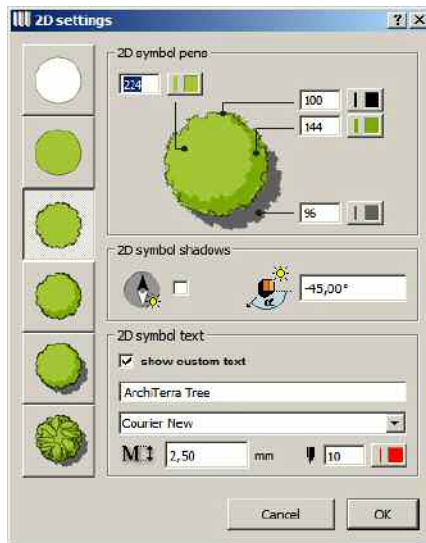 2D settings
2D symbol pens
224
100
144
96
2D symbol shadows
α
-45,00°
2D symbol text
show custom text
ArchiTerra Tree
Courier New
M 2,50 mm 10
Cancel OK